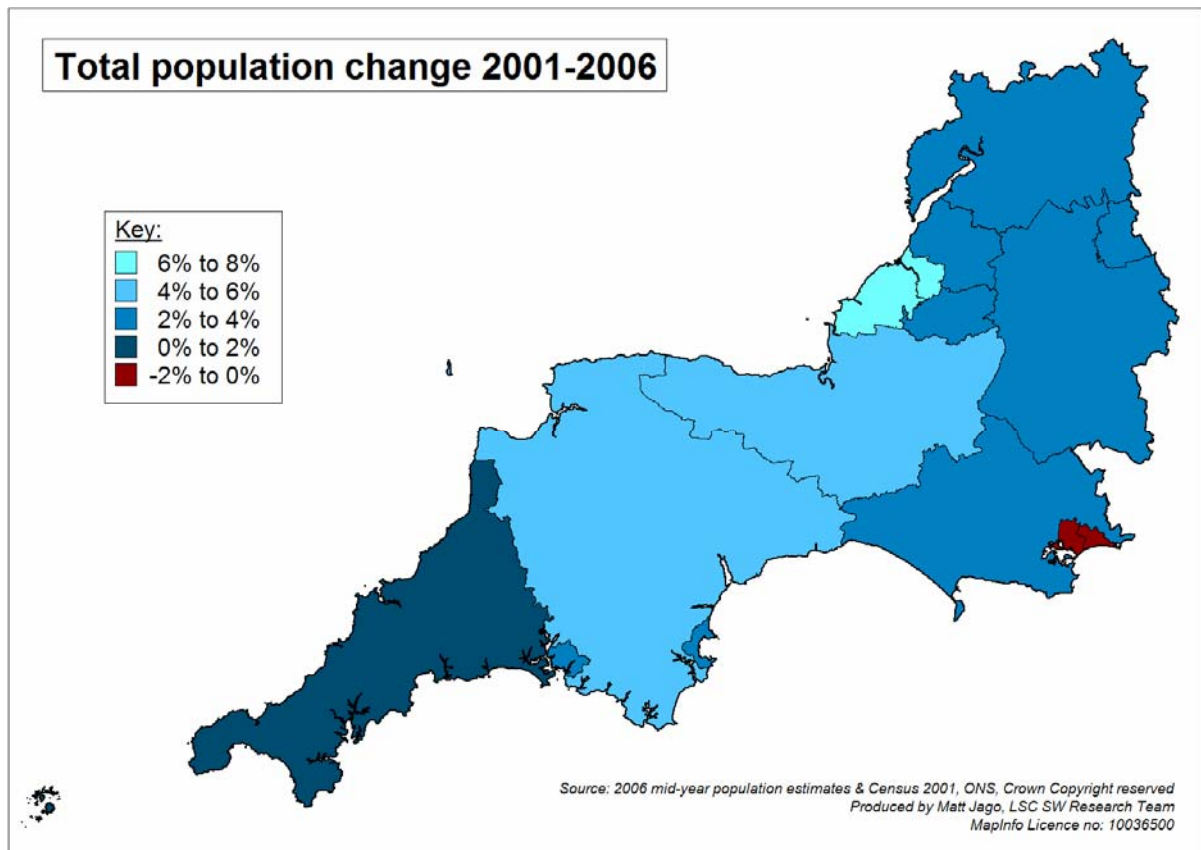 Total population change 2001-2006
Key:
6% to 8%
4% to 6%
2% to 4%
0% to 2%
-2% to 0%
Source: 2006 mid-year population estimates & Census 2001, ONS, Crown Copyright reserved
Produced by Matt Jago, LSC SW Research Team
MapInfo Licence no: 10036500